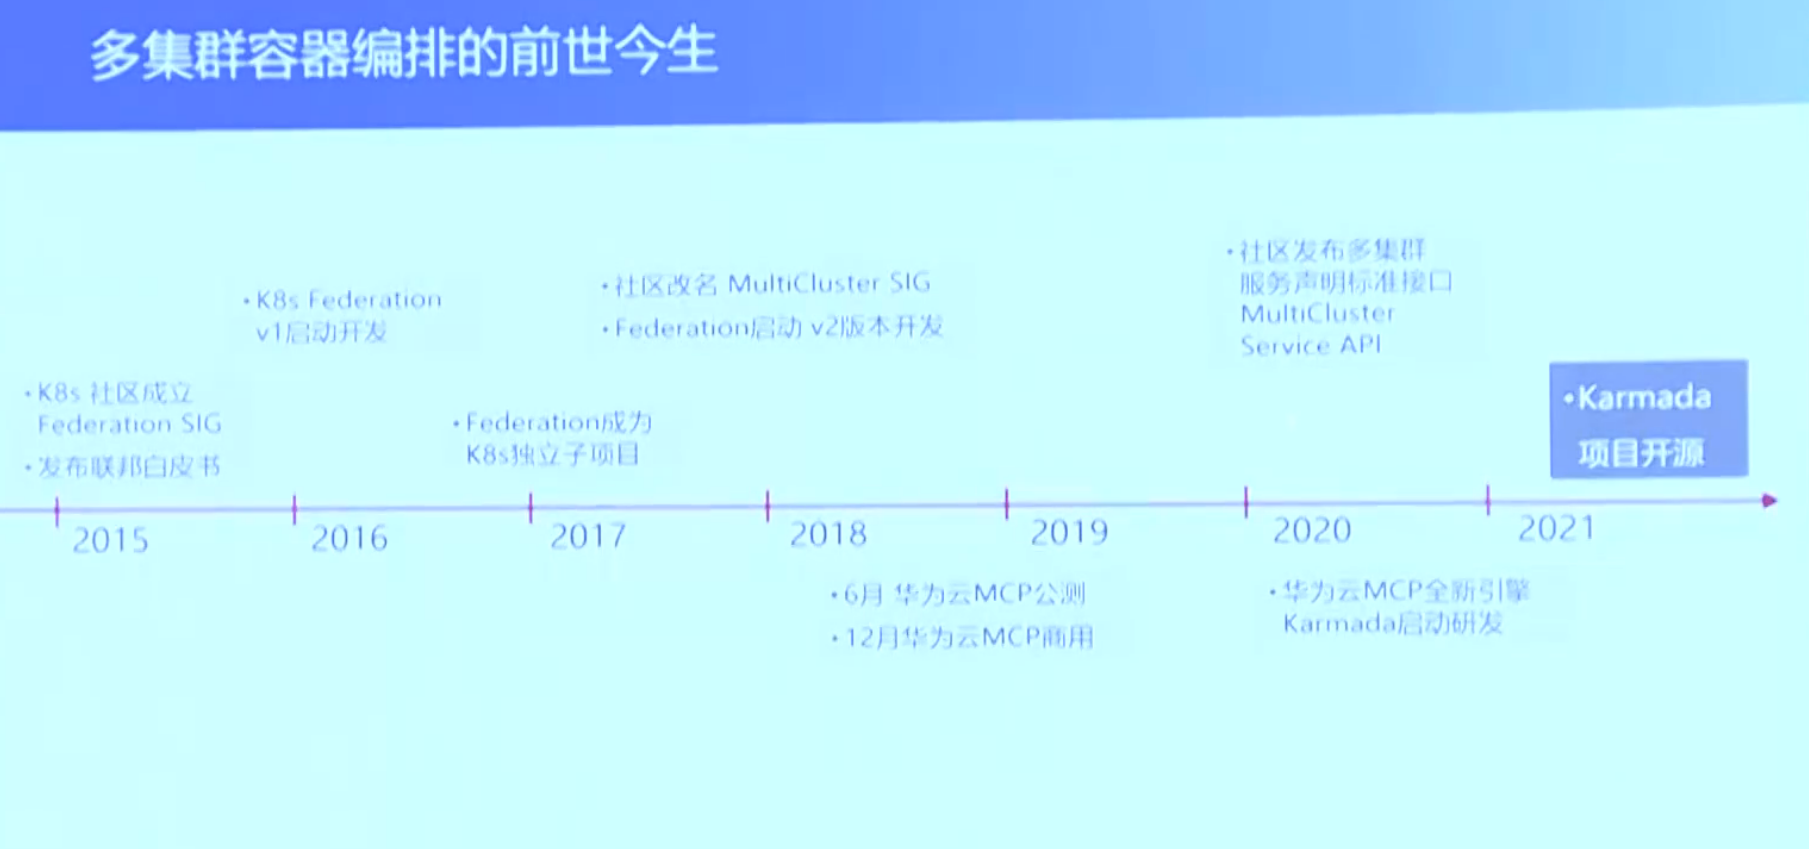 多集群容器编排的前世今生
• K8s 社区成立
Federation SIG
• 发布联邦白皮书
• K8s Federation
v1启动开发
• Federation成为
K8s独立子项目
• 社区改名 MultiCluster SIG
• Federation启动 v2版本开发
• 社区发布多集群
服务声明标准接口
MultiCluster
Service API
• Karmada
项目开源
2015
2016
2017
2018
2019
2020
2021
• 6月 华为云MCP公测
• 12月华为云MCP商用
• 华为云MCP全新引擎
Karmada启动研发